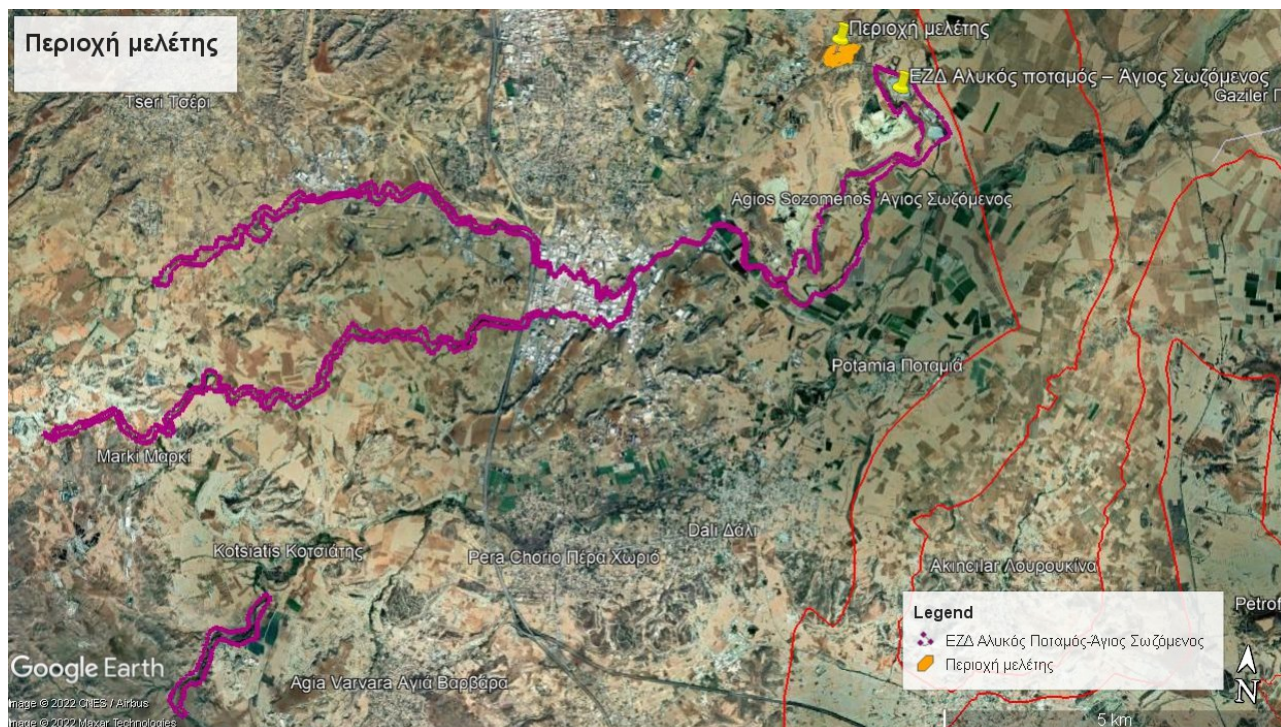 Περιοχή μελέτης
Περιοχή μελέτης
ΕΖΔ Αλυκός ποταμός – Άγιος Σωζόμενος
Gaziler
Tseri Τσέρι
Agios Sozomenos Άγιος Σωζόμενος
Potamia Ποταμιά
Marki Μαρκί
Dali Δάλι
Kotsiatis Κοτσιάτης
Pera Chorio Πέρα Χωριό
Akincilar Λουρουκίνα
Petrof
Legend
ΕΖΔ Αλυκός Ποταμός-Άγιος Σωζόμενος
Περιοχή μελέτης
Google Earth
Agia Varvara Αγιά Βαρβάρα
Image © 2022 CNES / Airbus
Image © 2022 Maxar Technologies
N
5 km